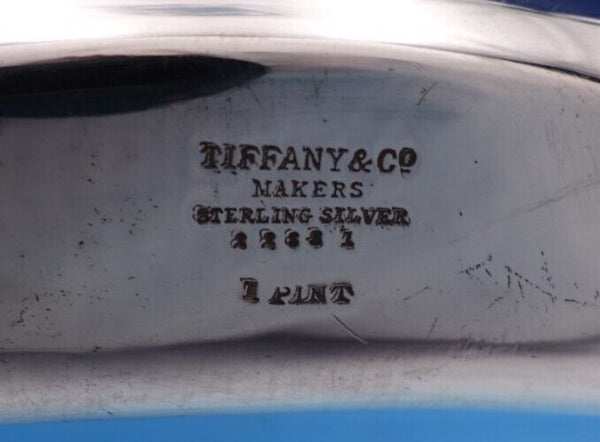 TIFFANY & CO
MAKERS
STERLING SILVER
1 PINT